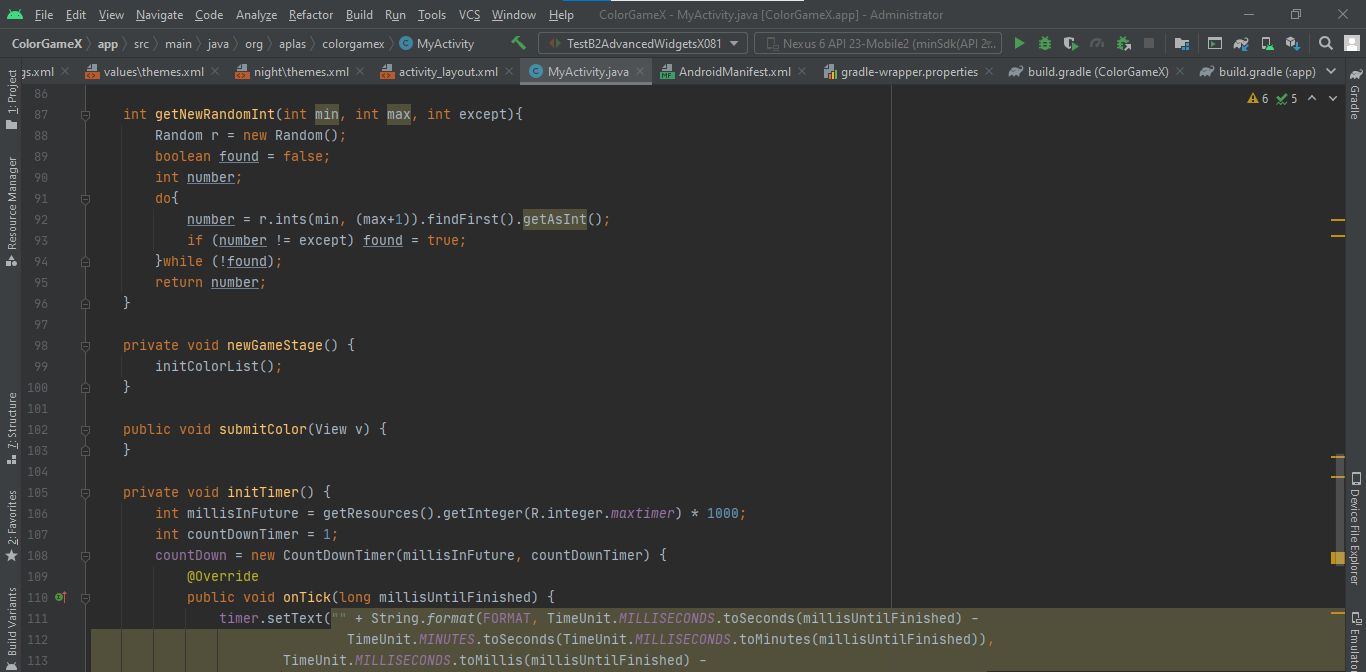 File Edit View Navigate Code Analyze Refactor Build Run Tools VCS Window Help ColorGameX - MyActivity.java [ColorGameX.app] - Administrator
ColorGameX app src main java org aplas colorgamex MyActivity TestB2AdvancedWidgetsX081 Nexus 6 API 23-Mobile2 (minSdk(API 2r...
gs.xml values\themes.xml night\themes.xml activity_layout.xml MyActivity.java AndroidManifest.xml gradle-wrapper.properties build.gradle (ColorGameX) build.gradle (:app)
1: Project
Resource Manager
7: Structure
2: Favorites
Build Variants
Gradle
Device File Explorer
Emulator
6 5
86
87 int getNewRandomInt(int min, int max, int except){
88 Random r = new Random();
89 boolean found = false;
90 int number;
91 do{
92 number = r.ints(min, (max+1)).findFirst().getAsInt();
93 if (number != except) found = true;
94 }while (!found);
95 return number;
96 }
97
98 private void newGameStage() {
99 initColorList();
100 }
101
102 public void submitColor(View v) {
103 }
104
105 private void initTimer() {
106 int millisInFuture = getResources().getInteger(R.integer.maxtimer) * 1000;
107 int countDownTimer = 1;
108 countDown = new CountDownTimer(millisInFuture, countDownTimer) {
109 @Override
110 public void onTick(long millisUntilFinished) {
111 timer.setText("" + String.format(FORMAT, TimeUnit.MILLISECONDS.toSeconds(millisUntilFinished) -
112 TimeUnit.MINUTES.toSeconds(TimeUnit.MILLISECONDS.toMinutes(millisUntilFinished)),
113 TimeUnit.MILLISECONDS.toMillis(millisUntilFinished) -